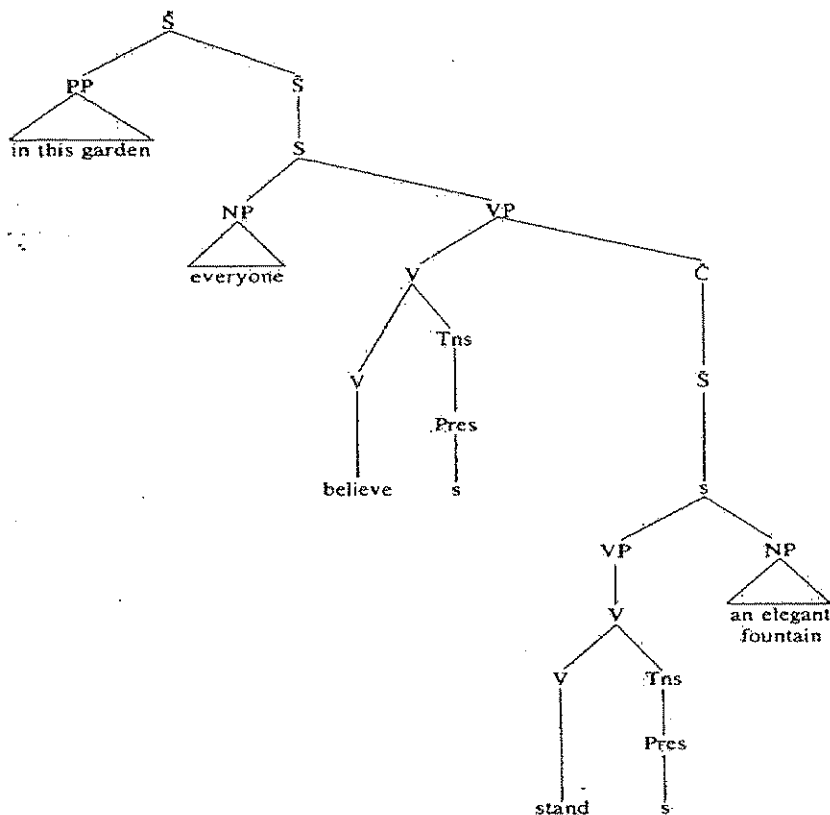 S̄
PP S̄
in this garden
S
NP VP
everyone
V C̄
Tns
V S̄
Pres
believe s
s
VP NP
an elegant
fountain
V
V Tns
Pres
stand s